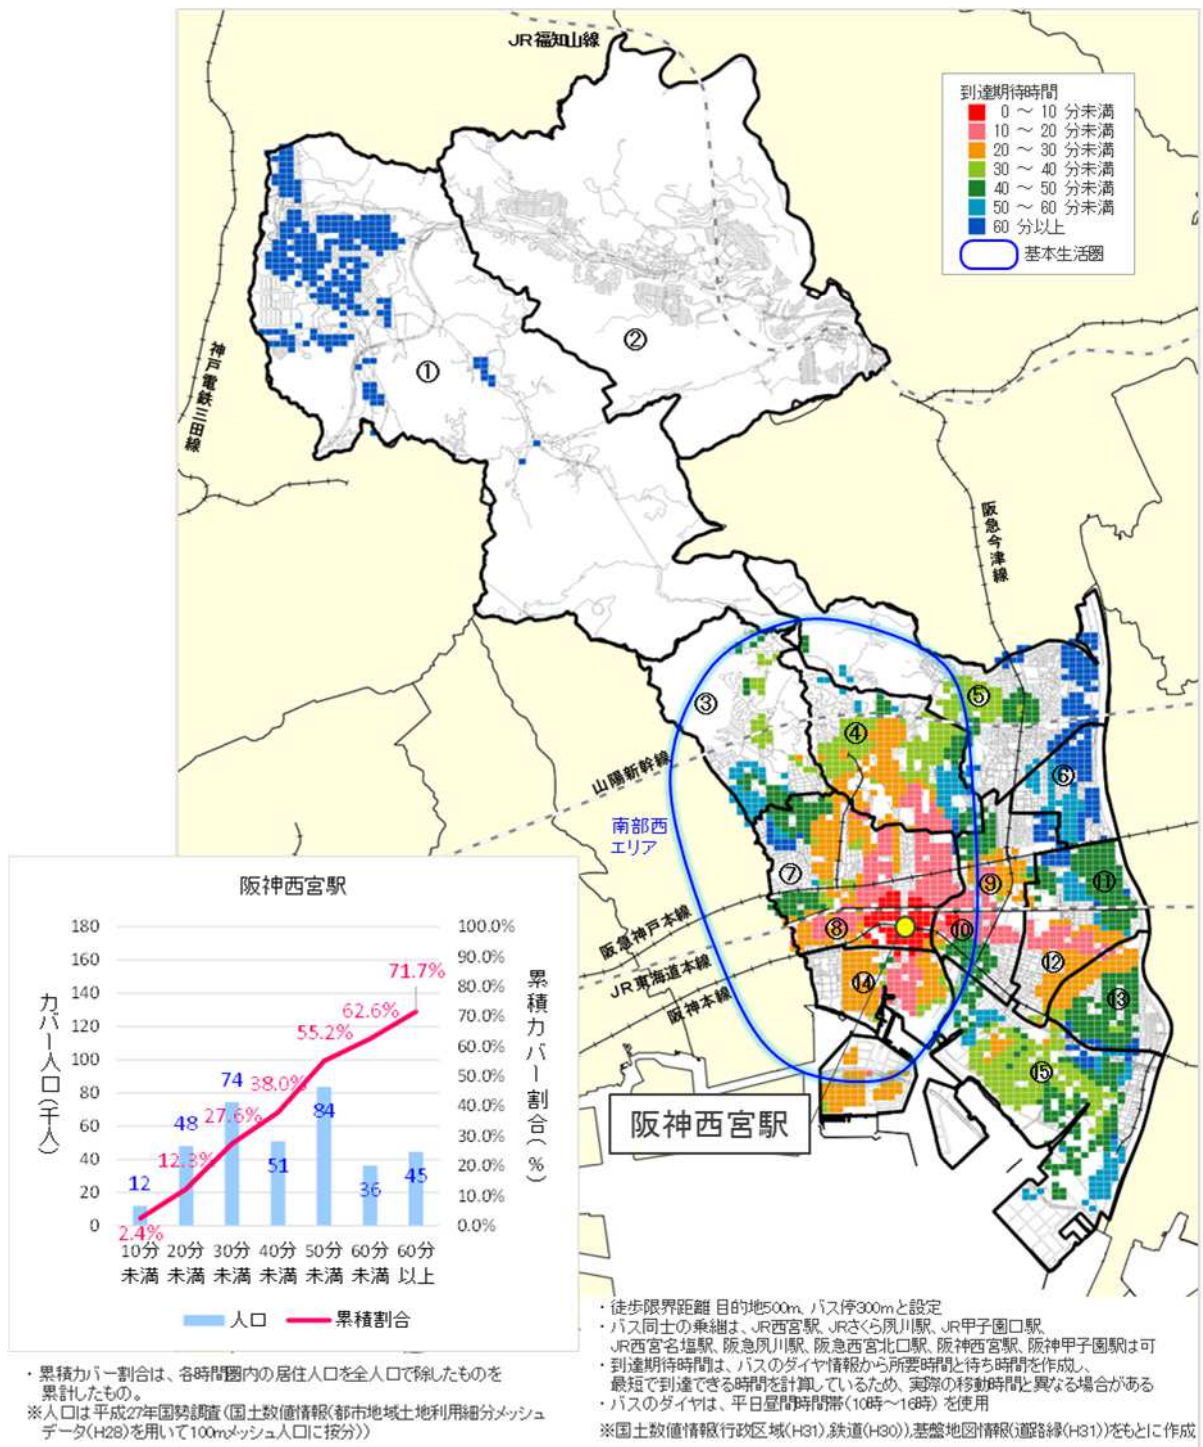 JR福知山線
到達期待時間
0 ～ 10 分未満
10 ～ 20 分未満
20 ～ 30 分未満
30 ～ 40 分未満
40 ～ 50 分未満
50 ～ 60 分未満
60 分以上
基本生活圏
神戸電鉄三田線
①
②
阪急今津線
③
④
⑤
⑥
山陽新幹線
南部西
エリア
⑦
⑧
⑨
⑩
⑪
⑫
⑬
⑭
⑮
阪急神戸本線
JR東海道本線
阪神本線
阪神西宮駅
阪神西宮駅
カバー人口(千人)
180
160
140
120
100
80
60
40
20
0
累積カバー割合(%)
100.0%
90.0%
80.0%
70.0%
60.0%
50.0%
40.0%
30.0%
20.0%
10.0%
0.0%
12
48
74
51
84
36
45
2.4%
12.3%
27.6%
38.0%
55.2%
62.6%
71.7%
10分 20分 30分 40分 50分 60分 60分
未満 未満 未満 未満 未満 未満 以上
人口 累積割合
・累積カバー割合は、各時間圏内の居住人口を全人口で除したものを
累計したもの。
※人口は平成27年国勢調査(国土数値情報(都市地域土地利用細分メッシュ
データ(H28)を用いて100mメッシュ人口に按分))
・徒歩限界距離 目的地500m、バス停300mと設定
・バス同士の乗継は、JR西宮駅、JRさくら夙川駅、JR甲子園口駅、
JR西宮名塩駅、阪急夙川駅、阪急西宮北口駅、阪神西宮駅、阪神甲子園駅は可
・到達期待時間は、バスのダイヤ情報から所要時間と待ち時間を作成し、
最短で到達できる時間を計算しているため、実際の移動時間と異なる場合がある
・バスのダイヤは、平日昼間時間帯(10時～16時)を使用
※国土数値情報(行政区域(H31)、鉄道(H30))、基盤地図情報(道路縁(H31))をもとに作成